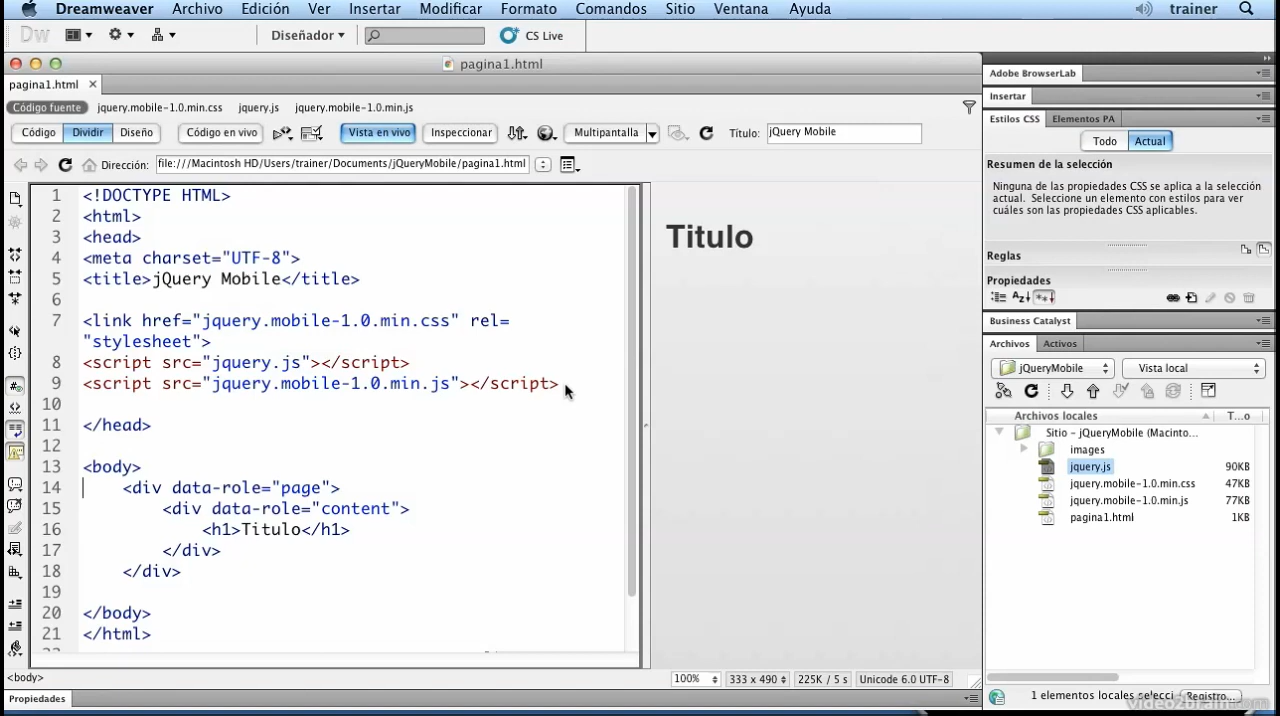 Dreamweaver Archivo Edición Ver Insertar Modificar Formato Comandos Sitio Ventana Ayuda trainer
Dw Diseñador CS Live
pagina1.html
pagina1.html ×
Código fuente jquery.mobile-1.0.min.css jquery.js jquery.mobile-1.0.min.js
Código Dividir Diseño Código en vivo Vista en vivo Inspeccionar Multipantalla Título: jQuery Mobile
Dirección: file:///Macintosh HD/Users/trainer/Documents/jQueryMobile/pagina1.html
1 <!DOCTYPE HTML>
2 <html>
3 <head>
4 <meta charset="UTF-8">
5 <title>jQuery Mobile</title>
6
7 <link href="jquery.mobile-1.0.min.css" rel=
"stylesheet">
8 <script src="jquery.js"></script>
9 <script src="jquery.mobile-1.0.min.js"></script>
10
11 </head>
12
13 <body>
14 <div data-role="page">
15 <div data-role="content">
16 <h1>Titulo</h1>
17 </div>
18 </div>
19
20 </body>
21 </html>
Titulo
<body>
100% 333 x 490 225K / 5 s Unicode 6.0 UTF-8
Propiedades
Adobe BrowserLab
Insertar
Estilos CSS Elementos PA
Todo Actual
Resumen de la selección
Ninguna de las propiedades CSS se aplica a la selección
actual. Seleccione un elemento con estilos para ver
cuáles son las propiedades CSS aplicables.
Reglas
Propiedades
Business Catalyst
Archivos Activos
jQueryMobile Vista local
Archivos locales T...o
Sitio - jQueryMobile (Macinto...
images
jquery.js 90KB
jquery.mobile-1.0.min.css 47KB
jquery.mobile-1.0.min.js 77KB
pagina1.html 1KB
1 elementos locales selecci Registro...
video2brain.com